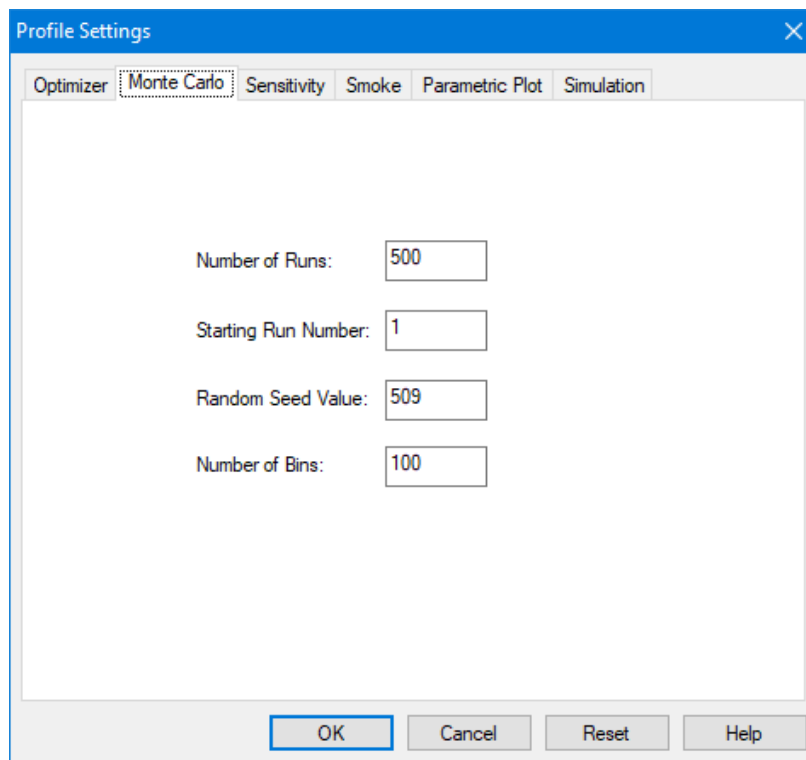 Profile Settings
Optimizer Monte Carlo Sensitivity Smoke Parametric Plot Simulation
Number of Runs: 500
Starting Run Number: 1
Random Seed Value: 509
Number of Bins: 100
OK Cancel Reset Help